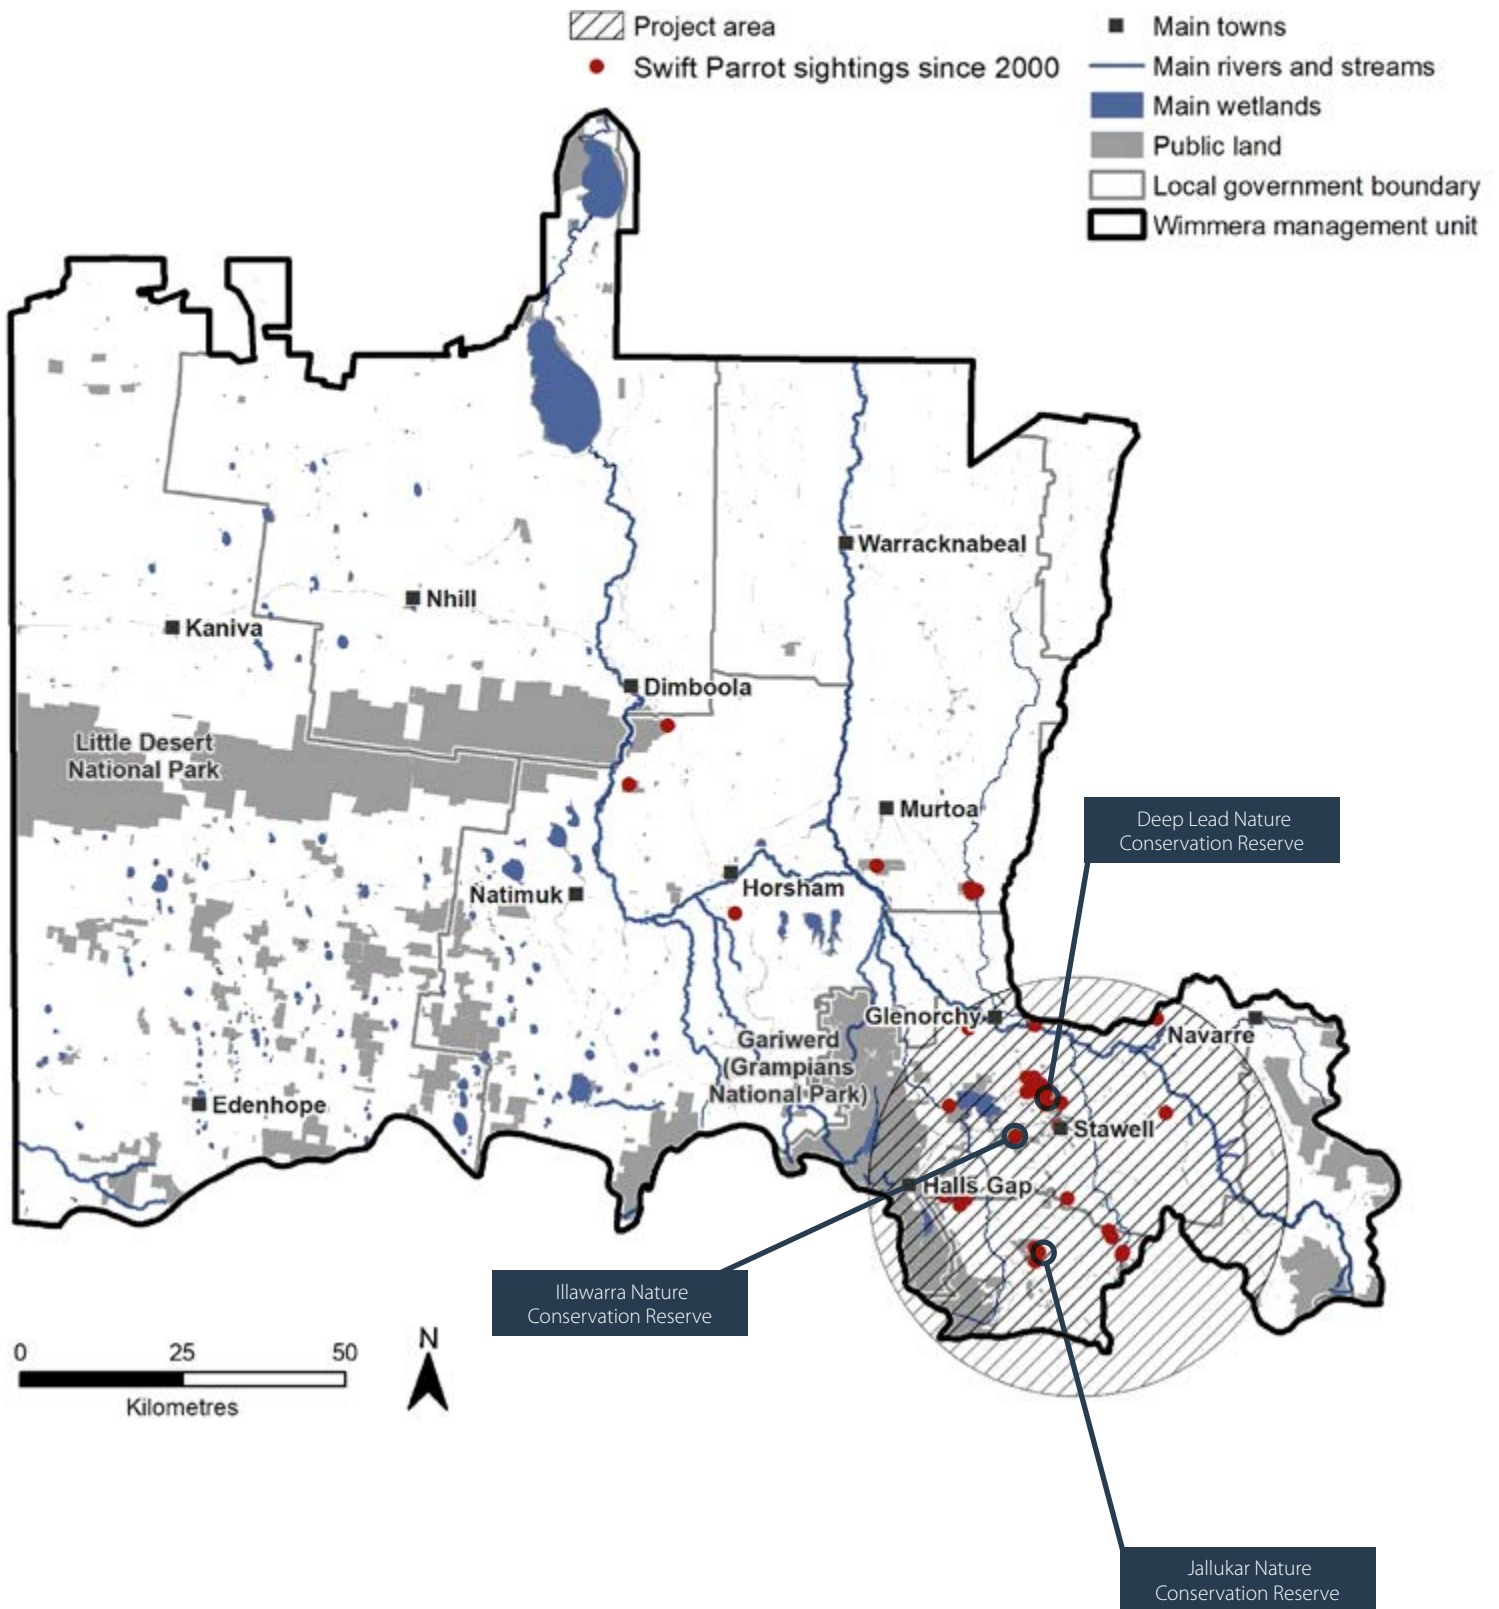 Project area
Swift Parrot sightings since 2000
Main towns
Main rivers and streams
Main wetlands
Public land
Local government boundary
Wimmera management unit
Warracknabeal
Nhill
Kaniva
Dimboola
Little Desert
National Park
Murtoa
Deep Lead Nature
Conservation Reserve
Natimuk
Horsham
Glenorchy
Navarre
Gariwerd
(Grampians
National Park)
Edenhope
Stawell
Halls Gap
Illawarra Nature
Conservation Reserve
0 25 50
Kilometres
N
Jallukar Nature
Conservation Reserve